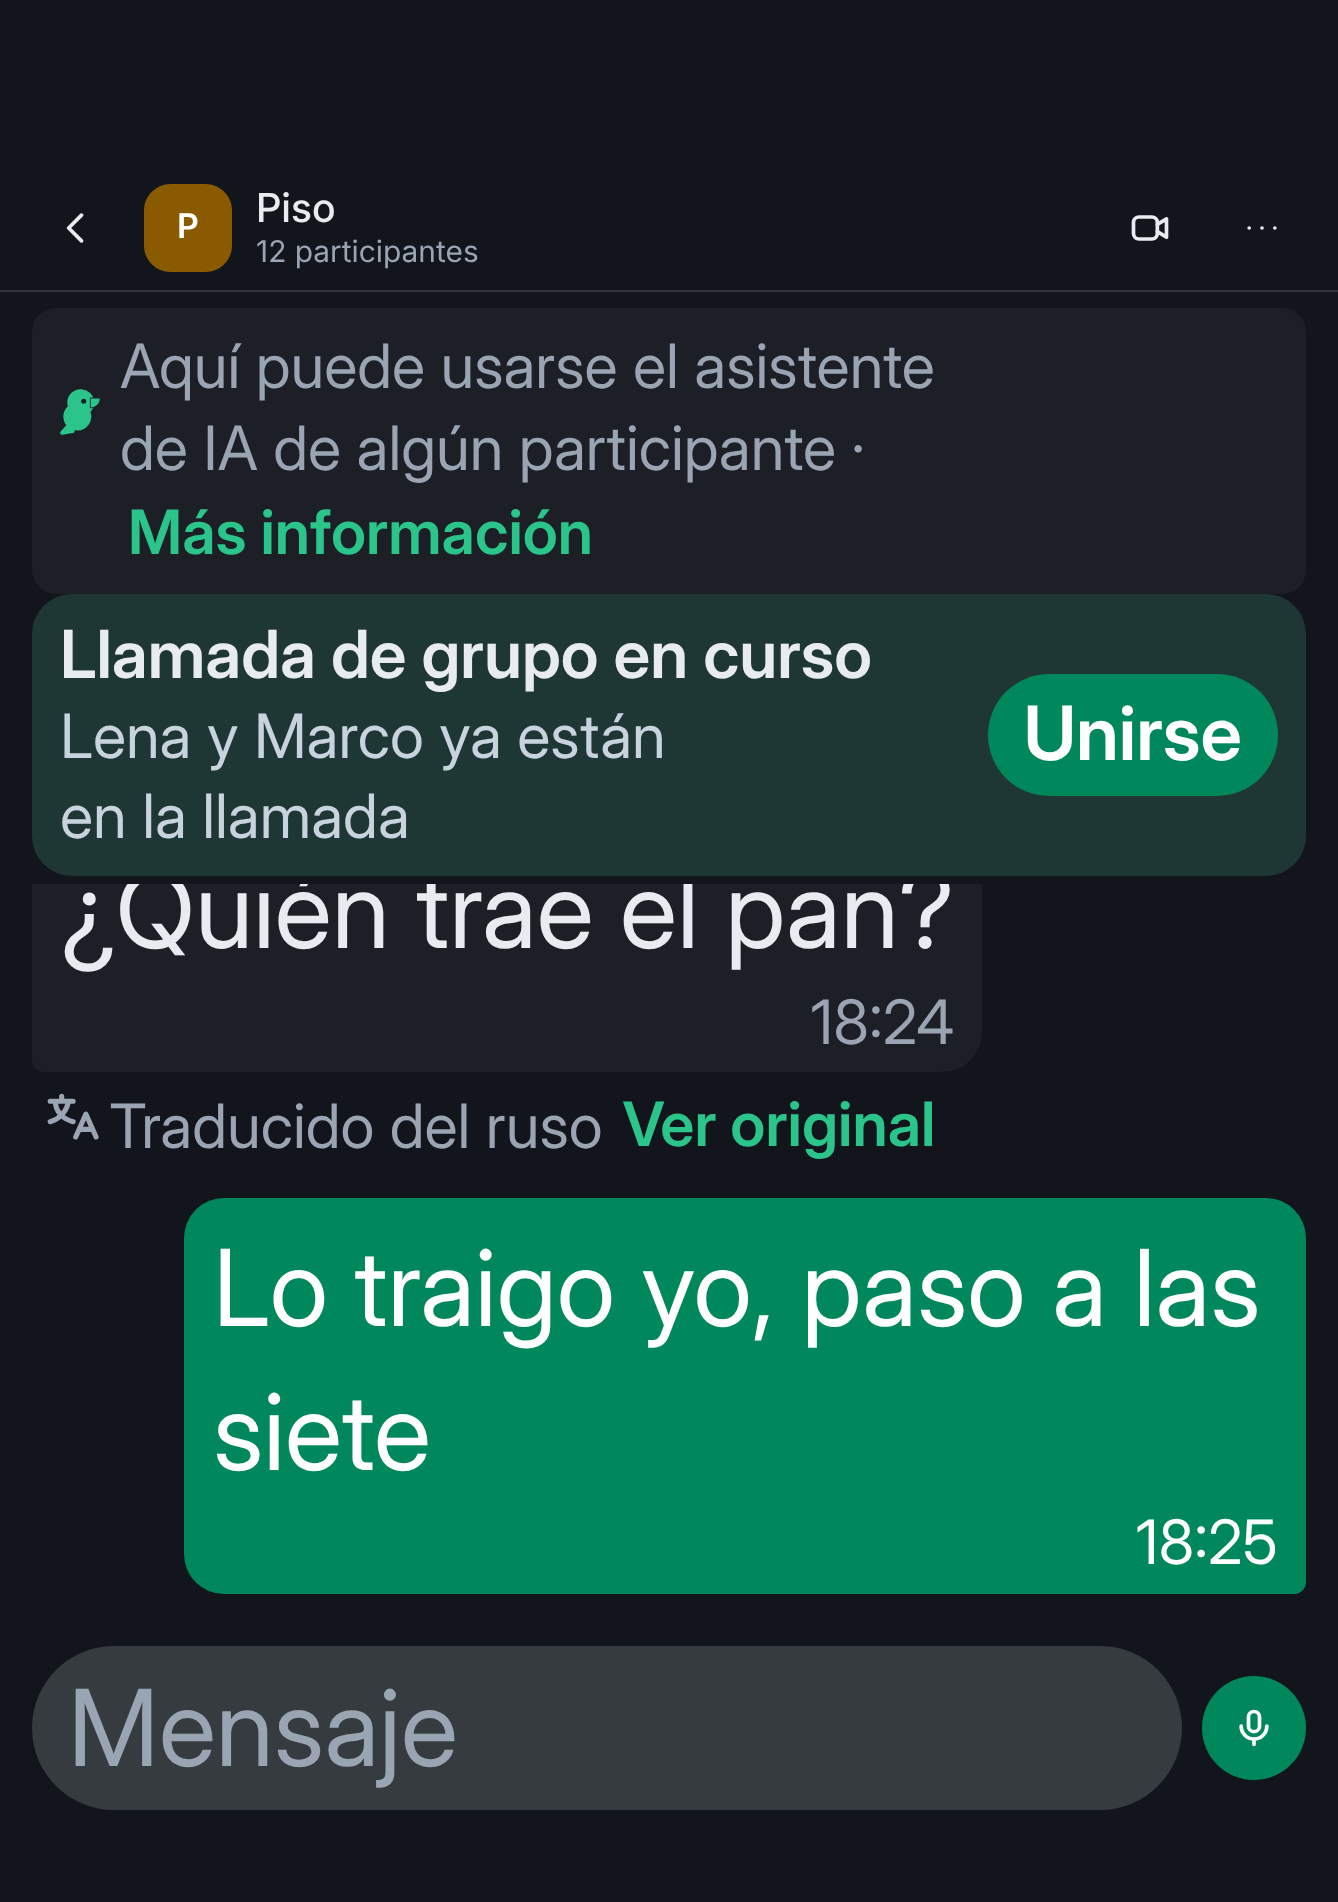 P
Piso
12 participantes
Aquí puede usarse el asistente
de IA de algún participante ·
Más información
Llamada de grupo en curso
Lena y Marco ya están
en la llamada
Unirse
¿Quién trae el pan?
18:24
Traducido del ruso Ver original
Lo traigo yo, paso a las
siete
18:25
Mensaje